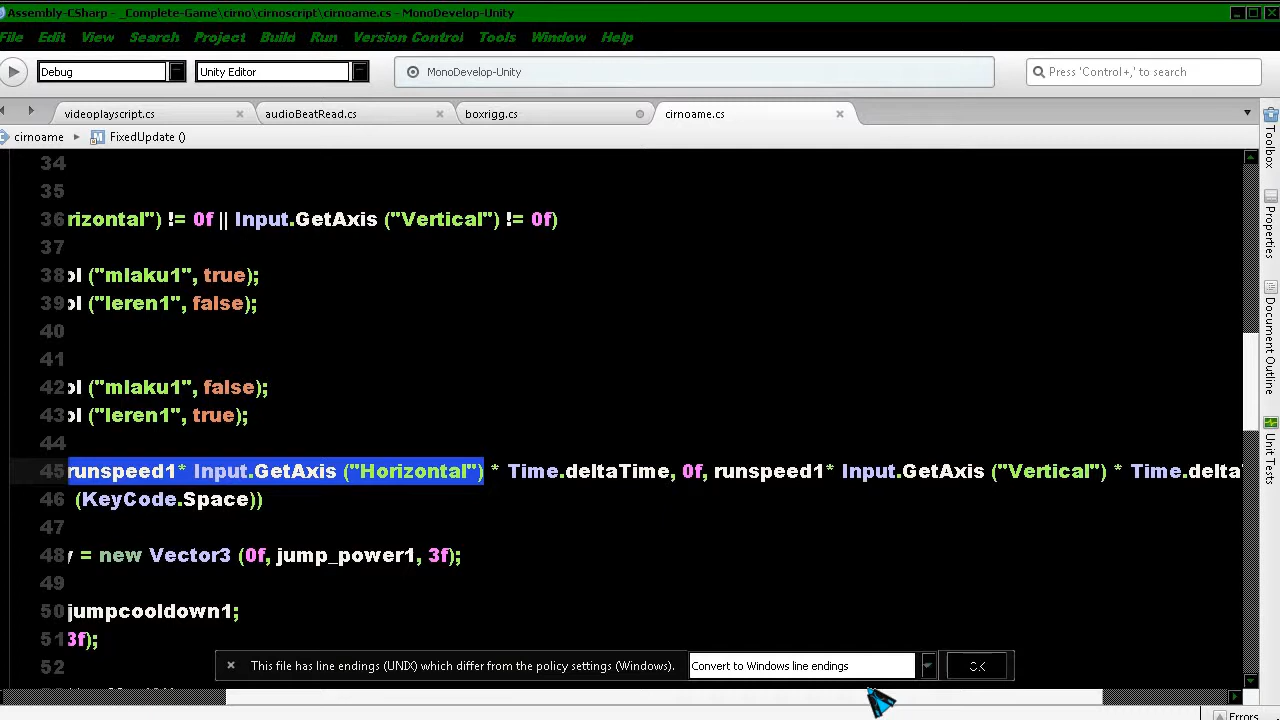 Assembly-CSharp - _Complete-Game\cirno\cirnoscript\cirnoame.cs - MonoDevelop-Unity
File Edit View Search Project Build Run Version Control Tools Window Help
Debug Unity Editor MonoDevelop-Unity Press 'Control+,' to search
videoplayscript audioBeatRead.cs boxrigg.cs cirnoame.cs
cirnoame FixedUpdate ()
34
35
36 rizontal") != 0f || Input.GetAxis ("Vertical") != 0f)
37
38 ol ("mlaku1", true);
39 ol ("leren1", false);
40
41
42 ol ("mlaku1", false);
43 ol ("leren1", true);
44
45 runspeed1* Input.GetAxis ("Horizontal") * Time.deltaTime, 0f, runspeed1* Input.GetAxis ("Vertical") * Time.delta
46 (KeyCode.Space))
47
48 y = new Vector3 (0f, jump_power1, 3f);
49
50 jumpcooldown1;
51 3f);
52
This file has line endings (UNIX) which differ from the policy settings (Windows). Convert to Windows line endings OK
Toolbox
Properties
Document Outline
Unit Tests
Errors